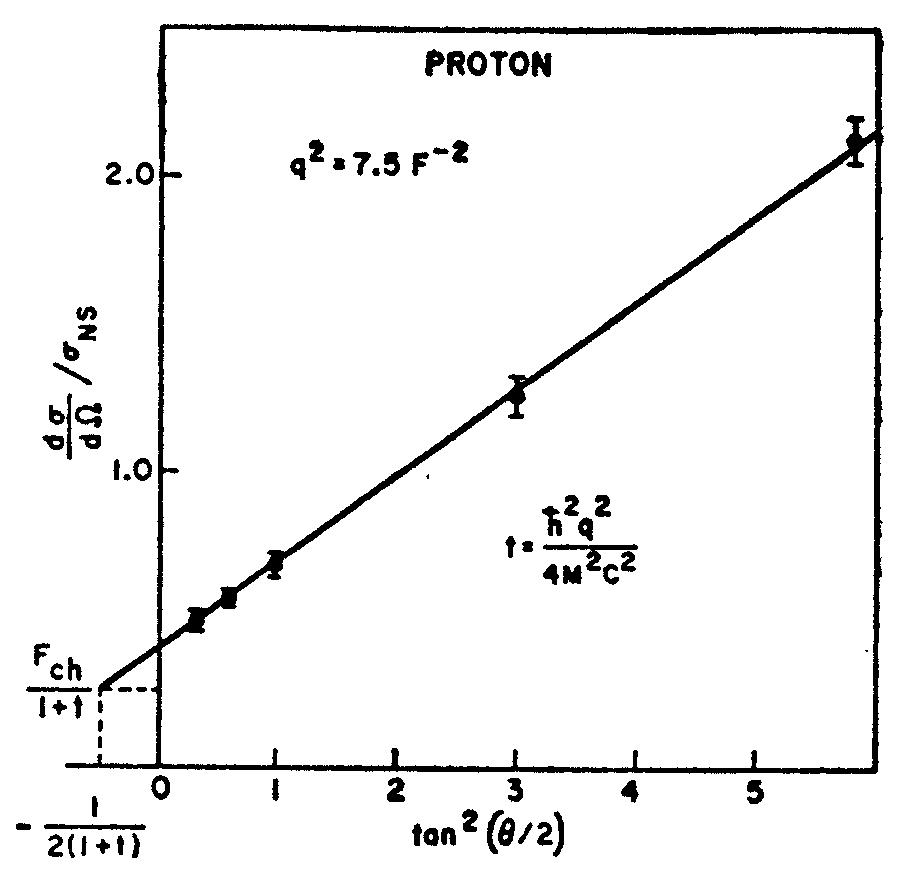 PROTON
q² = 7.5 F⁻²
2.0
1.0
dσ/dΩ /σNS
t = ħ²q²/4M²C²
Fch/1+t
0 1 2 3 4 5
- 1/2(1+t)
tan²(θ/2)